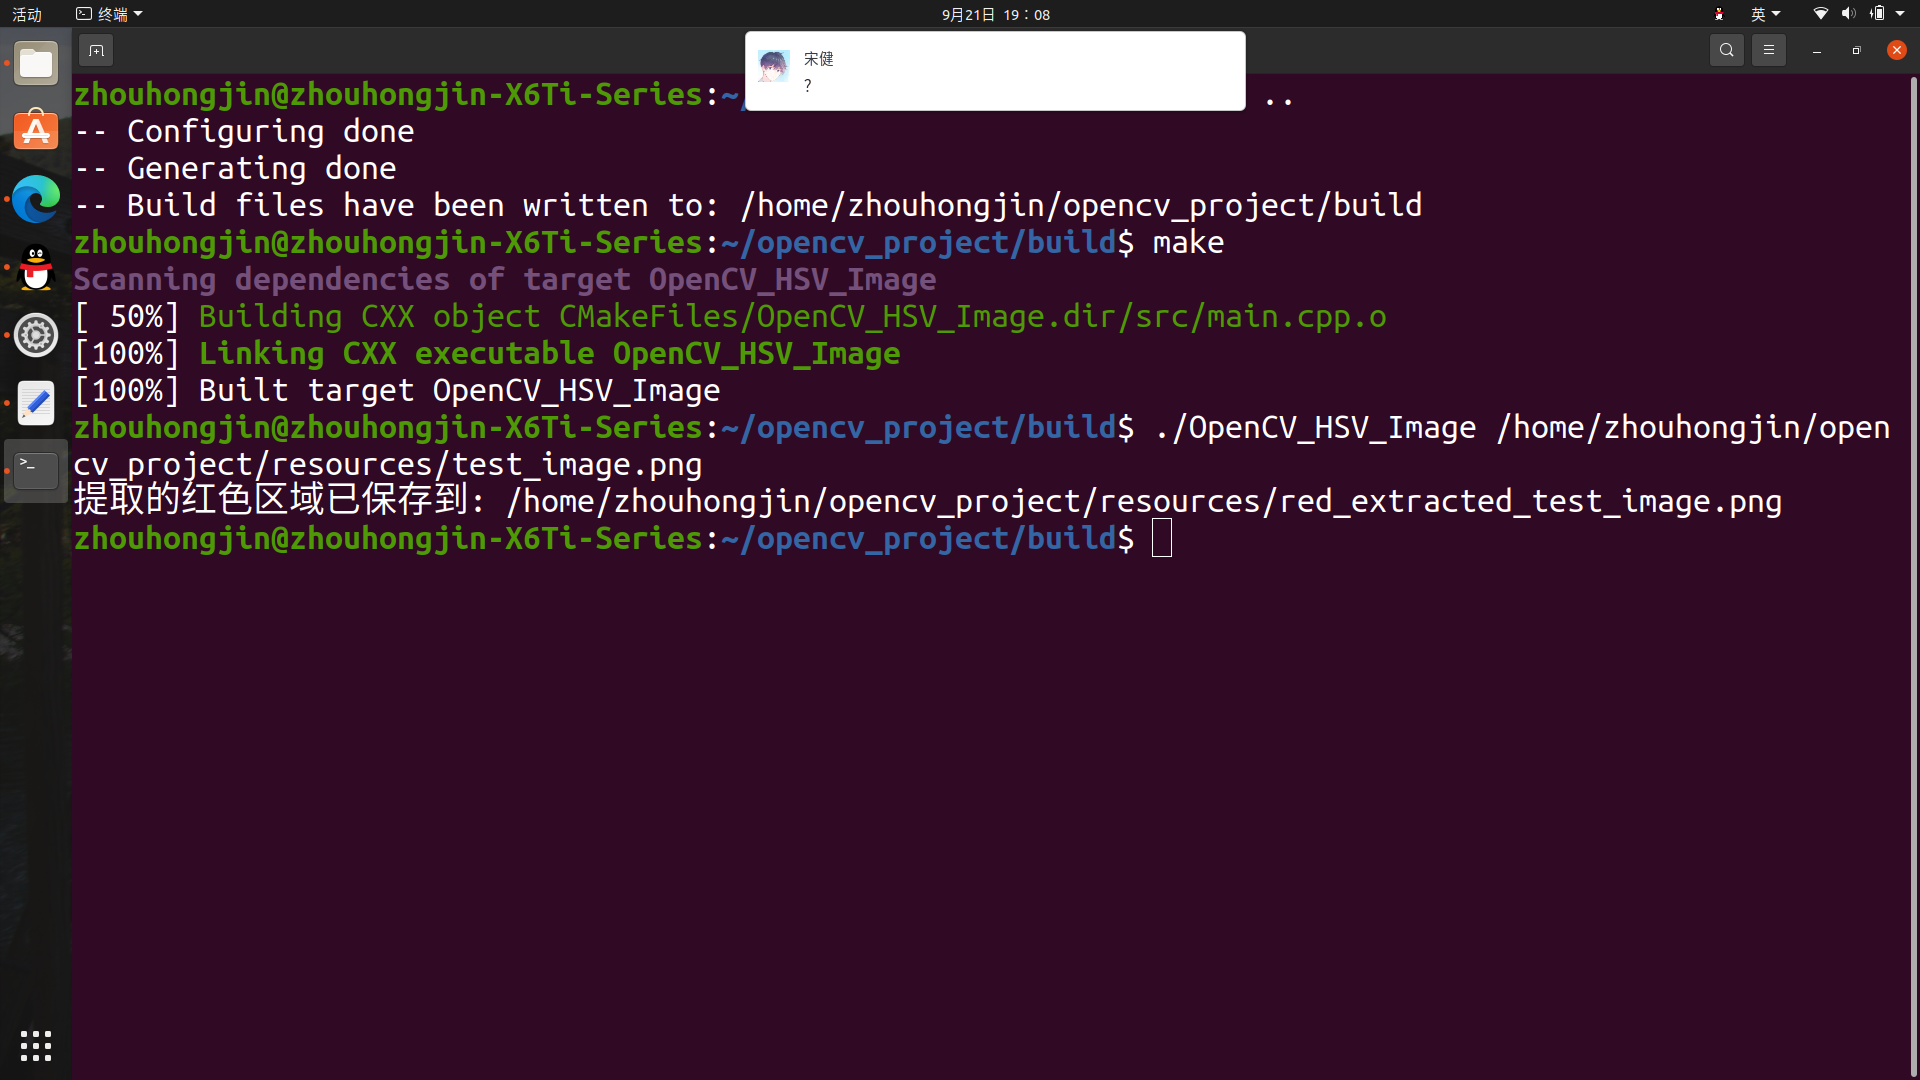 活动 终端 9月21日 19：08 英
宋健
?
zhouhongjin@zhouhongjin-X6Ti-Series:~/ ..
-- Configuring done
-- Generating done
-- Build files have been written to: /home/zhouhongjin/opencv_project/build
zhouhongjin@zhouhongjin-X6Ti-Series:~/opencv_project/build$ make
Scanning dependencies of target OpenCV_HSV_Image
[ 50%] Building CXX object CMakeFiles/OpenCV_HSV_Image.dir/src/main.cpp.o
[100%] Linking CXX executable OpenCV_HSV_Image
[100%] Built target OpenCV_HSV_Image
zhouhongjin@zhouhongjin-X6Ti-Series:~/opencv_project/build$ ./OpenCV_HSV_Image /home/zhouhongjin/open
cv_project/resources/test_image.png
提取的红色区域已保存到: /home/zhouhongjin/opencv_project/resources/red_extracted_test_image.png
zhouhongjin@zhouhongjin-X6Ti-Series:~/opencv_project/build$